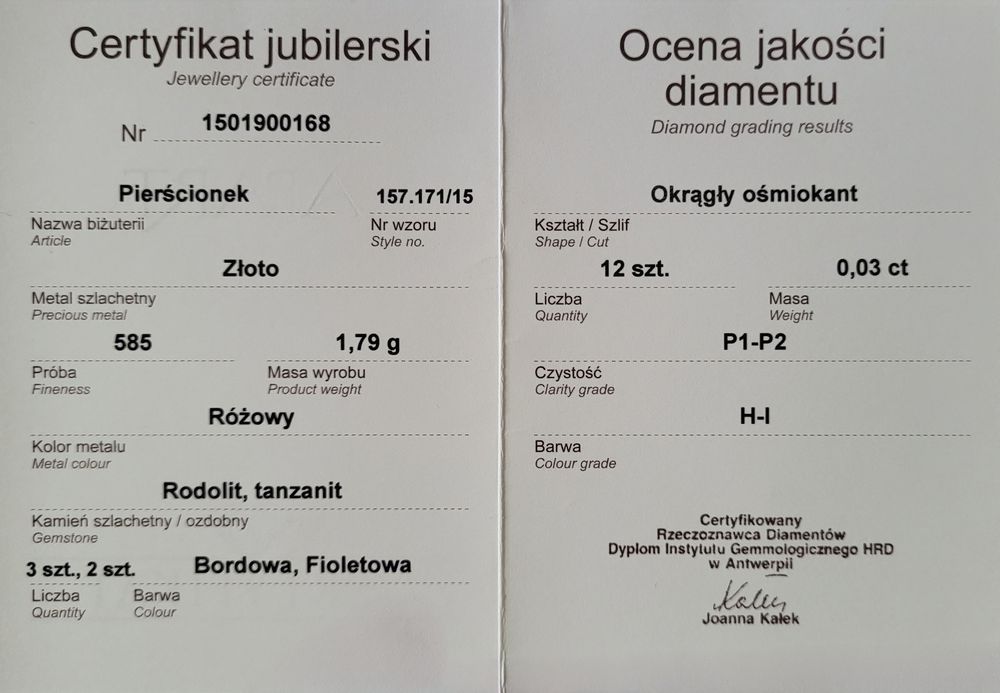 Certyfikat jubilerski
Jewellery certificate
Nr 1501900168
Pierścionek 157.171/15
Nazwa biżuterii Nr wzoru
Article Style no.
Złoto
Metal szlachetny
Precious metal
585 1,79 g
Próba Masa wyrobu
Fineness Product weight
Różowy
Kolor metalu
Metal colour
Rodolit, tanzanit
Kamień szlachetny / ozdobny
Gemstone
3 szt., 2 szt. Bordowa, Fioletowa
Liczba Barwa
Quantity Colour
Ocena jakości
diamentu
Diamond grading results
Okrągły ośmiokant
Kształt / Szlif
Shape / Cut
12 szt. 0,03 ct
Liczba Masa
Quantity Weight
P1-P2
Czystość
Clarity grade
H-I
Barwa
Colour grade
Certyfikowany
Rzeczoznawca Diamentów
Dyplom Instytutu Gemmologicznego HRD
w Antwerpii
Kałek
Joanna Kałek